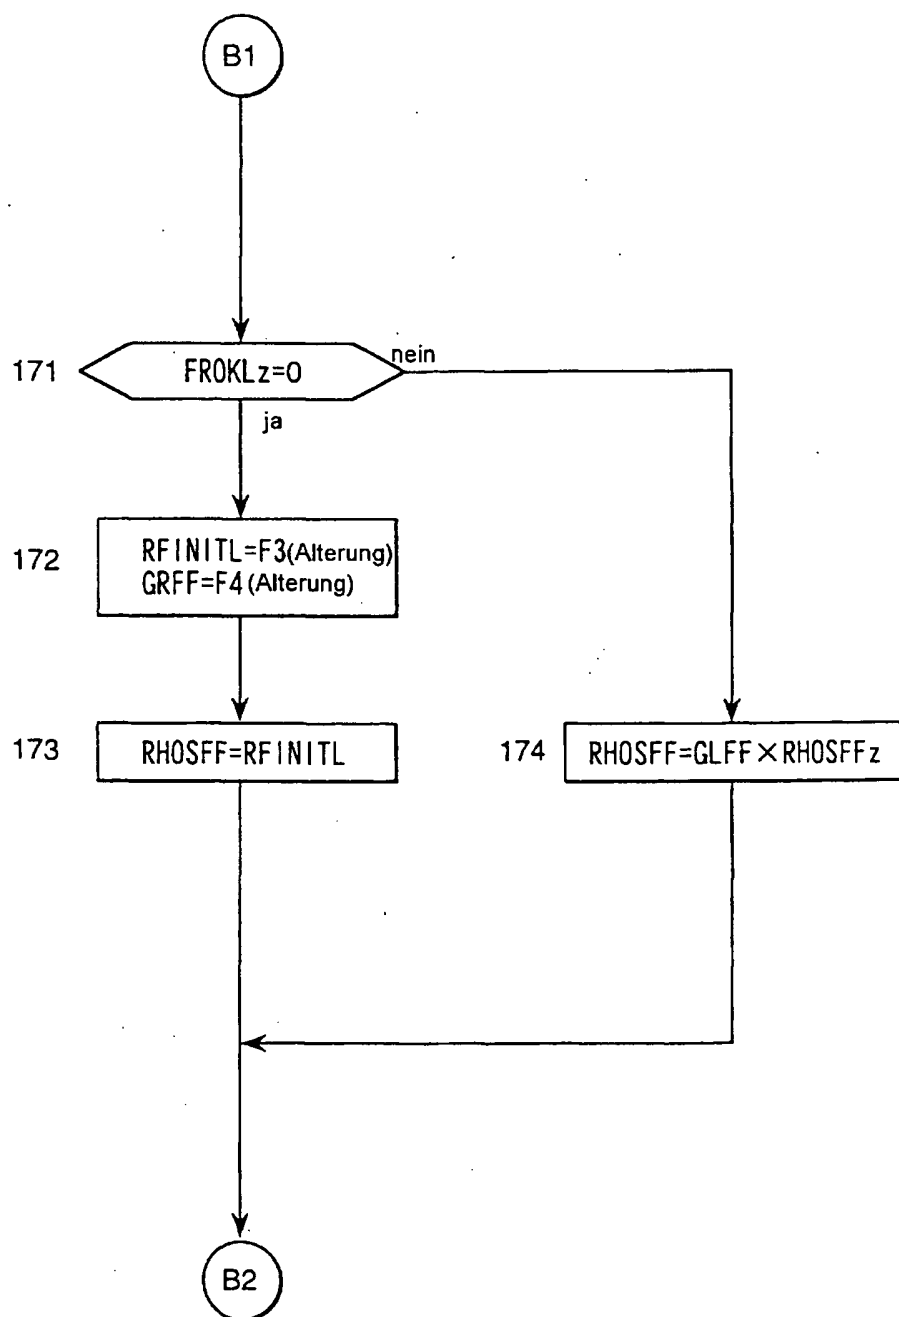 B1
171
FROKLz=0
nein
ja
172
RFINITL=F3(Alterung)
GRFF=F4(Alterung)
173
RHOSFF=RFINITL
174
RHOSFF=GLFF×RHOSFFz
B2